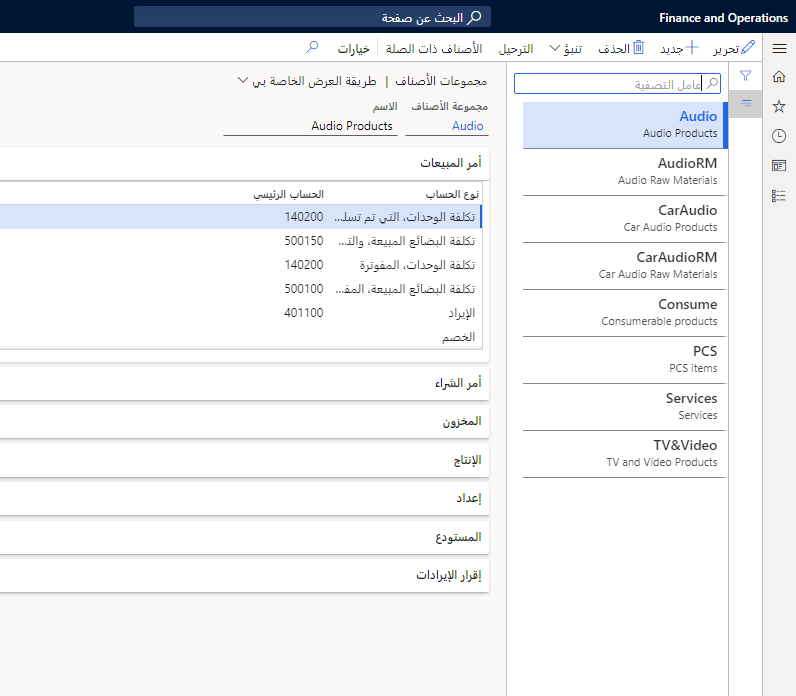 Finance and Operations
البحث عن صفحة
تحرير
جديد
الحذف
تنبؤ
الترحيل
الأصناف ذات الصلة
خيارات
عامل التصفية
Audio
Audio Products
AudioRM
Audio Raw Materials
CarAudio
Car Audio Products
CarAudioRM
Car Audio Raw Materials
Consume
Consumerable products
PCS
PCS items
Services
Services
TV&Video
TV and Video Products
مجموعات الأصناف | طريقة العرض الخاصة بي
مجموعة الأصناف الاسم
Audio Audio Products
أمر المبيعات
نوع الحساب الحساب الرئيسي
تكلفة الوحدات، التي تم تسلـ... 140200
تكلفة البضائع المبيعة، والتـ... 500150
تكلفة الوحدات، المفوترة 140200
تكلفة البضائع المبيعة، المفـ... 500100
الإيراد 401100
الخصم
أمر الشراء
المخزون
الإنتاج
إعداد
المستودع
إقرار الإيرادات